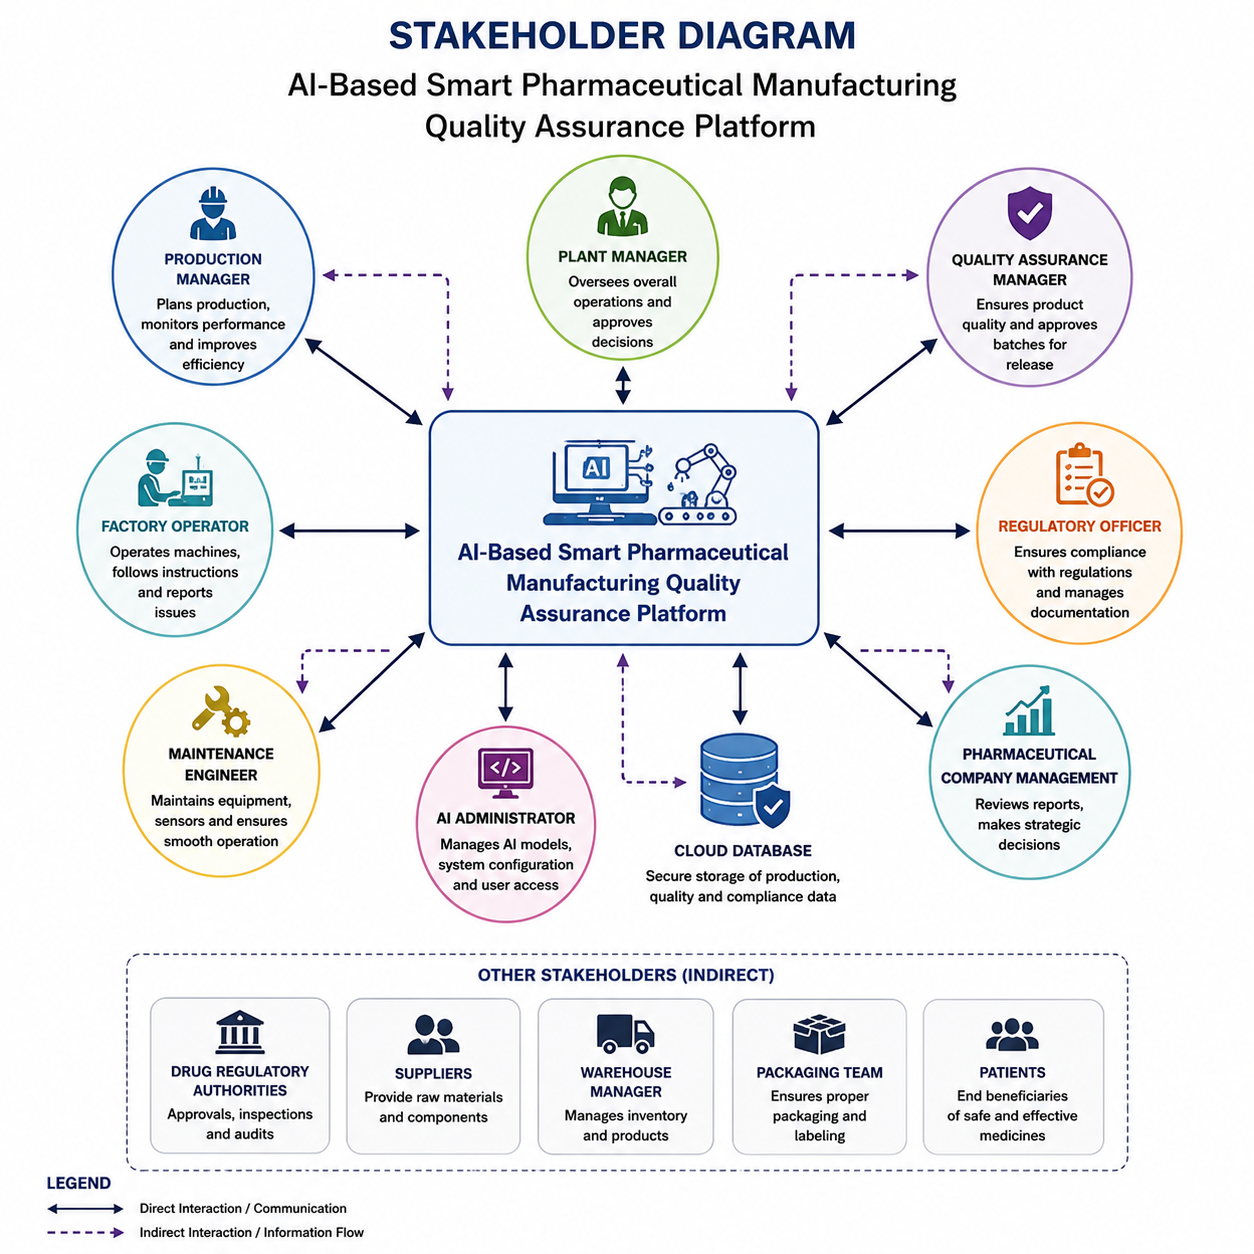 STAKEHOLDER DIAGRAM
AI-Based Smart Pharmaceutical Manufacturing
Quality Assurance Platform
PRODUCTION
MANAGER
Plans production,
monitors performance
and improves
efficiency
PLANT MANAGER
Oversees overall
operations and
approves
decisions
QUALITY ASSURANCE
MANAGER
Ensures product
quality and approves
batches for
release
FACTORY OPERATOR
Operates machines,
follows instructions
and reports
issues
AI
AI-Based Smart Pharmaceutical
Manufacturing Quality
Assurance Platform
REGULATORY OFFICER
Ensures compliance
with regulations
and manages
documentation
MAINTENANCE
ENGINEER
Maintains equipment,
sensors and ensures
smooth operation
</>
AI ADMINISTRATOR
Manages AI models,
system configuration
and user access
CLOUD DATABASE
Secure storage of production,
quality and compliance data
PHARMACEUTICAL
COMPANY MANAGEMENT
Reviews reports,
makes strategic
decisions
OTHER STAKEHOLDERS (INDIRECT)
DRUG REGULATORY
AUTHORITIES
Approvals, inspections
and audits
SUPPLIERS
Provide raw materials
and components
WAREHOUSE
MANAGER
Manages inventory
and products
PACKAGING TEAM
Ensures proper
packaging and
labeling
PATIENTS
End beneficiaries
of safe and effective
medicines
LEGEND
Direct Interaction / Communication
Indirect Interaction / Information Flow